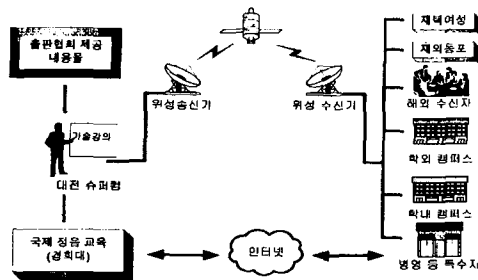 출판협회 제공
내용물
기술강의
대전 슈퍼컴
국제 정음 교육
(경희대)
위성송신기
위성 수신기
인터넷
재택여성
재외동포
해외 수신자
학외 캠퍼스
학내 캠퍼스
병영 등 특수지